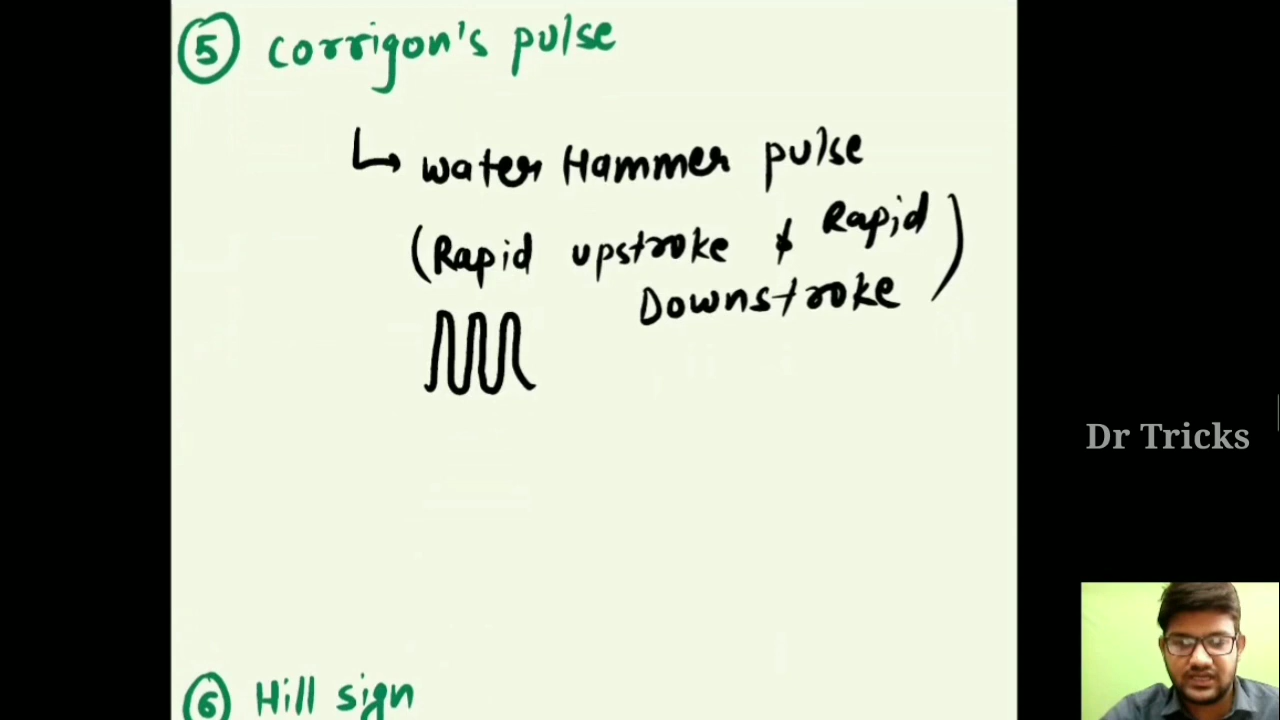 5 corrigon's pulse
↳ water Hammer pulse
(Rapid upstroke & Rapid
Downstroke)
Dr Tricks
6 Hill sign